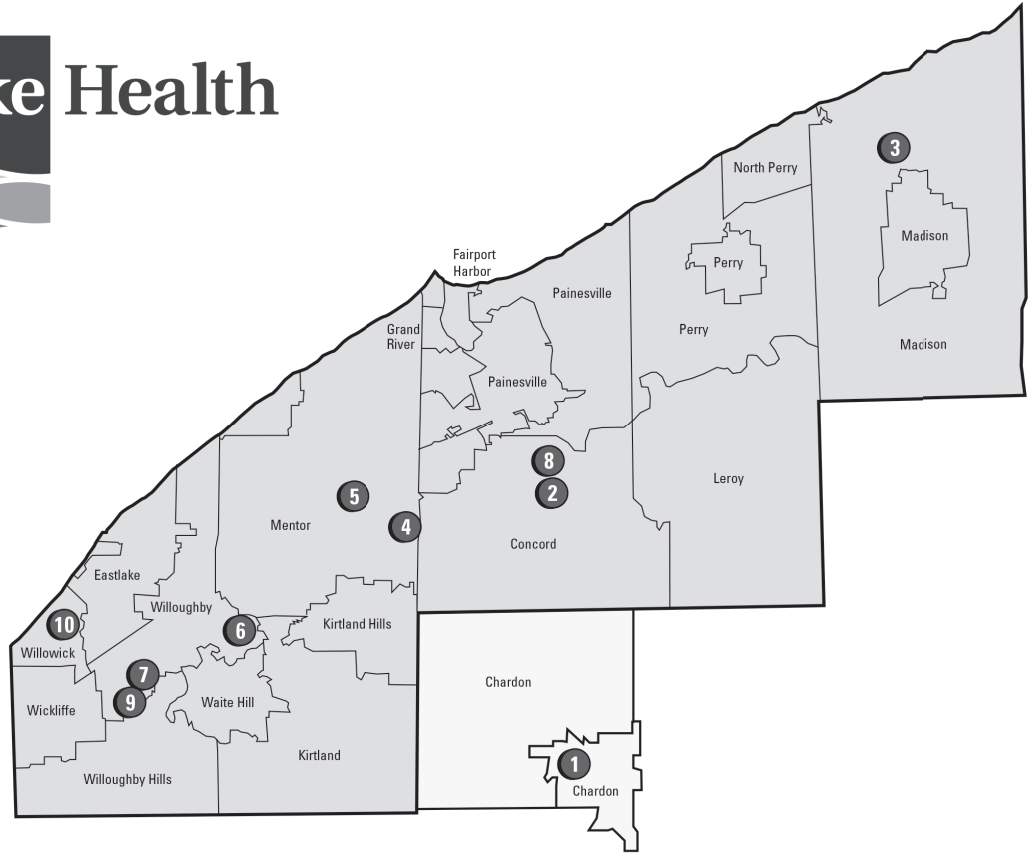 ke Health
3
North Perry
Madison
Fairport
Harbor
Perry
Painesville
Grand
River
Perry
Madison
Painesville
8
5
2
Leroy
4
Mentor
Concord
Eastlake
Willoughby
10
6
Kirtland Hills
Willowick
7
Chardon
9
Waite Hill
Wickliffe
Kirtland
1
Willoughby Hills
Chardon